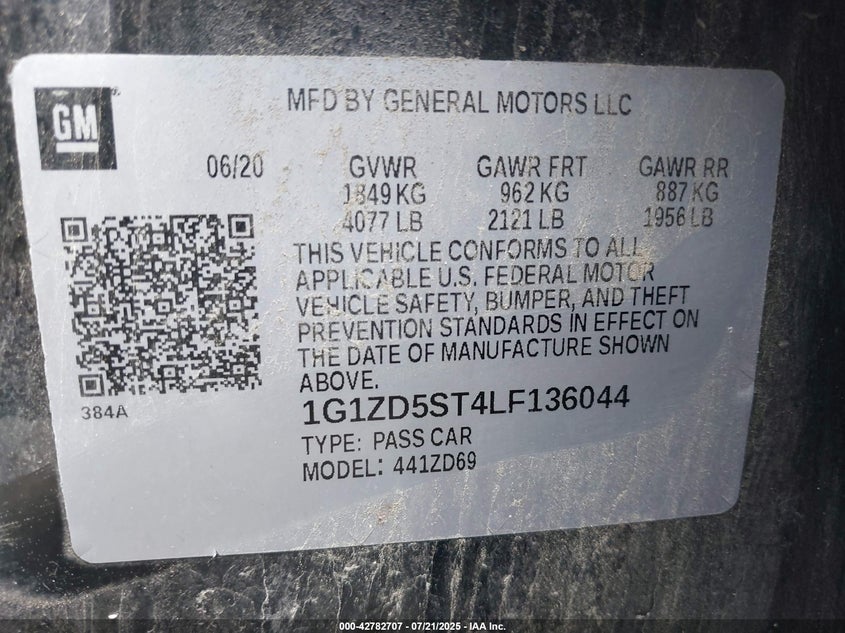 GM
MFD BY GENERAL MOTORS LLC
06/20 GVWR GAWR FRT GAWR RR
1849 KG 962 KG 887 KG
4077 LB 2121 LB 1956 LB
THIS VEHICLE CONFORMS TO ALL
APPLICABLE U.S. FEDERAL MOTOR
VEHICLE SAFETY, BUMPER, AND THEFT
PREVENTION STANDARDS IN EFFECT ON
THE DATE OF MANUFACTURE SHOWN
ABOVE.
384A
1G1ZD5ST4LF136044
TYPE: PASS CAR
MODEL: 441ZD69
000-42782707 - 07/21/2025 - IAA Inc.